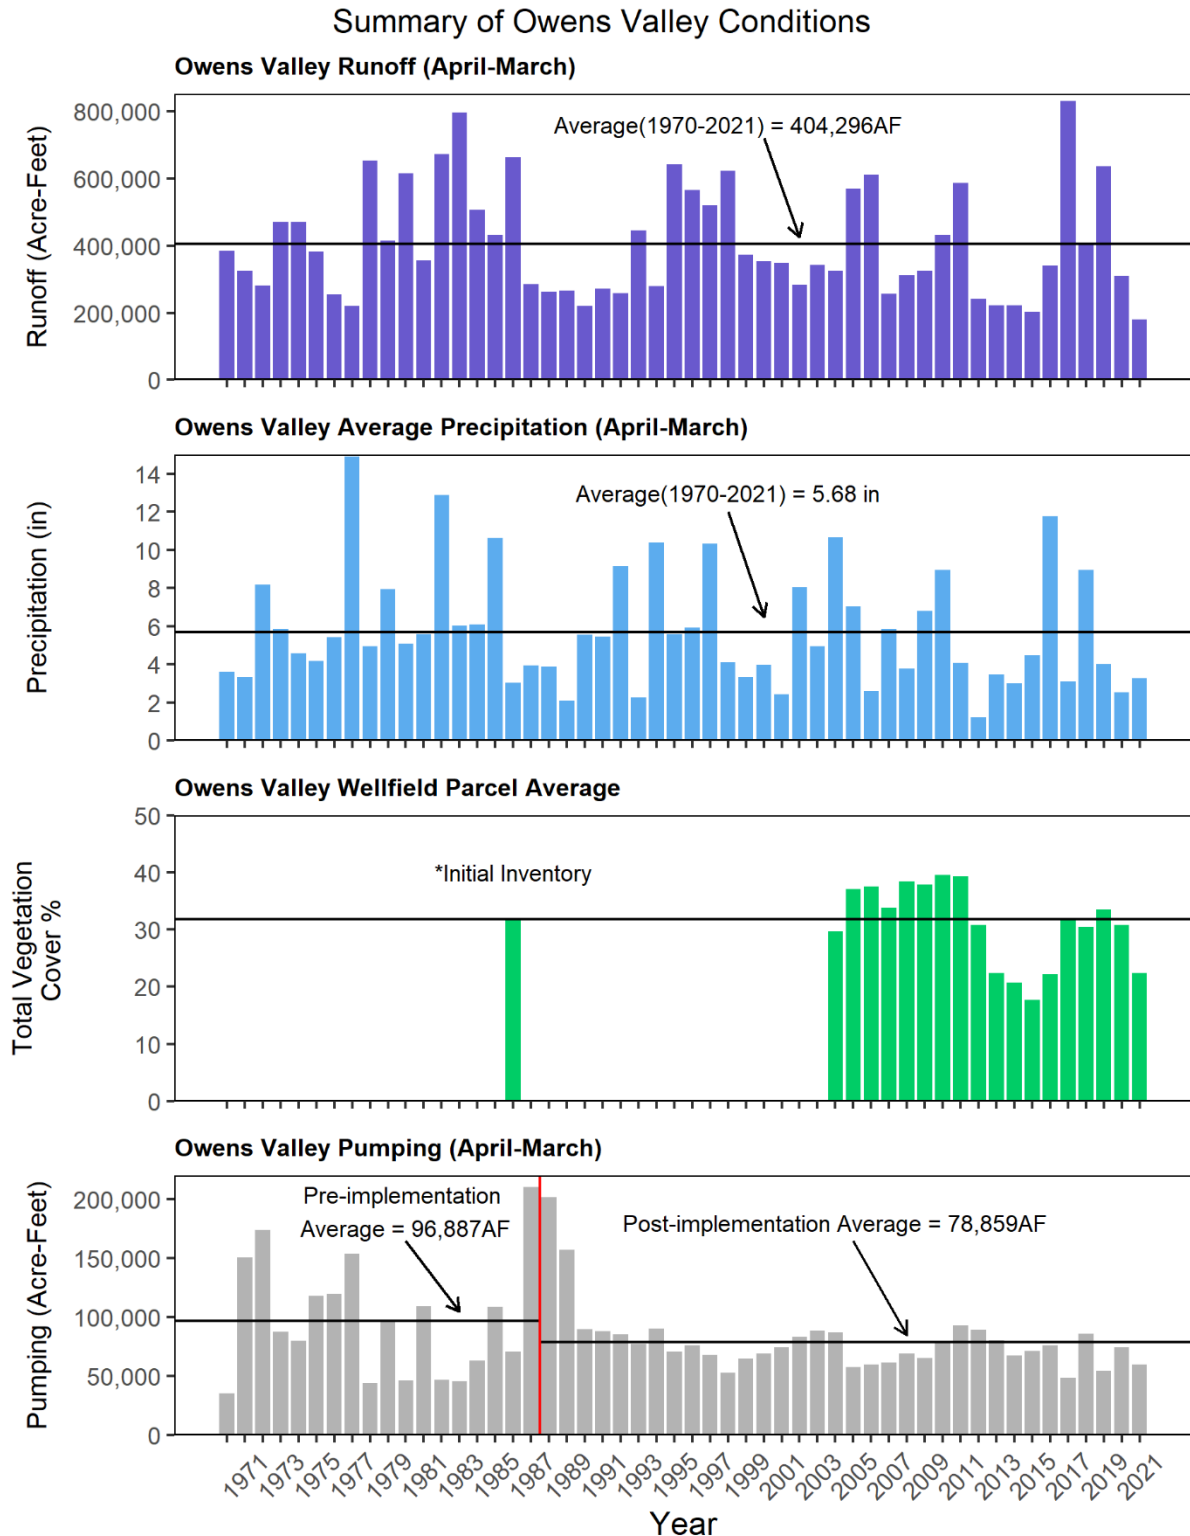 Summary of Owens Valley Conditions
Owens Valley Runoff (April-March)
Runoff (Acre-Feet)
800,000
600,000
400,000
200,000
0
Average(1970-2021) = 404,296AF
Owens Valley Average Precipitation (April-March)
Precipitation (in)
14
12
10
8
6
4
2
0
Average(1970-2021) = 5.68 in
Owens Valley Wellfield Parcel Average
Total Vegetation
Cover %
50
40
30
20
10
0
*Initial Inventory
Owens Valley Pumping (April-March)
Pumping (Acre-Feet)
200,000
150,000
100,000
50,000
0
Pre-implementation
Average = 96,887AF
Post-implementation Average = 78,859AF
1971 1973 1975 1977 1979 1981 1983 1985 1987 1989 1991 1993 1995 1997 1999 2001 2003 2005 2007 2009 2011 2013 2015 2017 2019 2021
Year